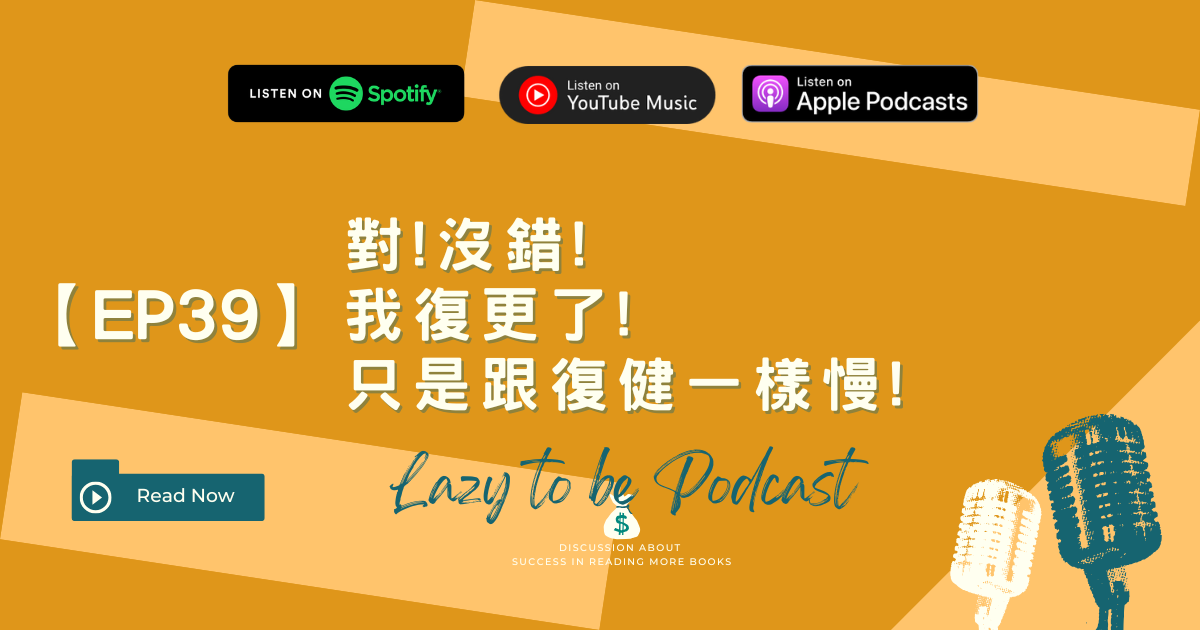 LISTEN ON Spotify
Listen on
YouTube Music
Listen on
Apple Podcasts
對!沒錯!
【EP39】
我復更了!
只是跟復健一樣慢!
Read Now
Lazy to be Podcast
$
DISCUSSION ABOUT
SUCCESS IN READING MORE BOOKS